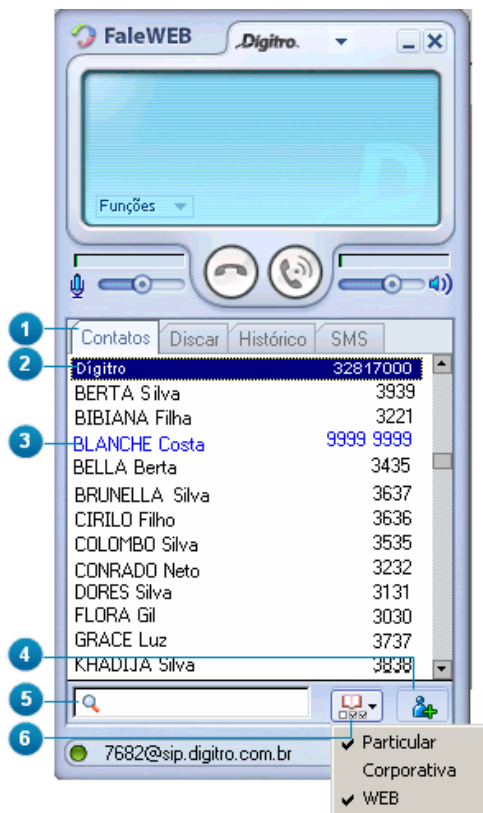 FaleWEB Dígitro
Funções
1 Contatos Discar Histórico SMS
2 Dígitro 32817000
BERTA Silva 3939
BIBIANA Filha 3221
3 BLANCHE Costa 9999 9999
BELLA Berta 3435
BRUNELLA Silva 3637
CIRILO Filho 3636
COLOMBO Silva 3535
CONRADO Neto 3232
DORES Silva 3131
FLORA Gil 3030
GRACE Luz 3737
4 KHADIJA Silva 3838
5
6
7682@sip.digitro.com.br
Particular
Corporativa
WEB